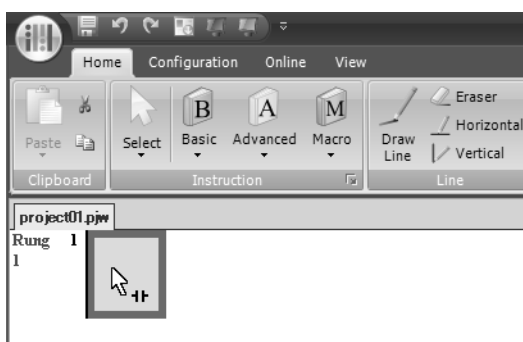 Home Configuration Online View
B A M
Paste Select Basic Advanced Macro Draw Line
Eraser
Horizontal
Vertical
Clipboard Instruction Line
project01.pjw
Rung 1
1